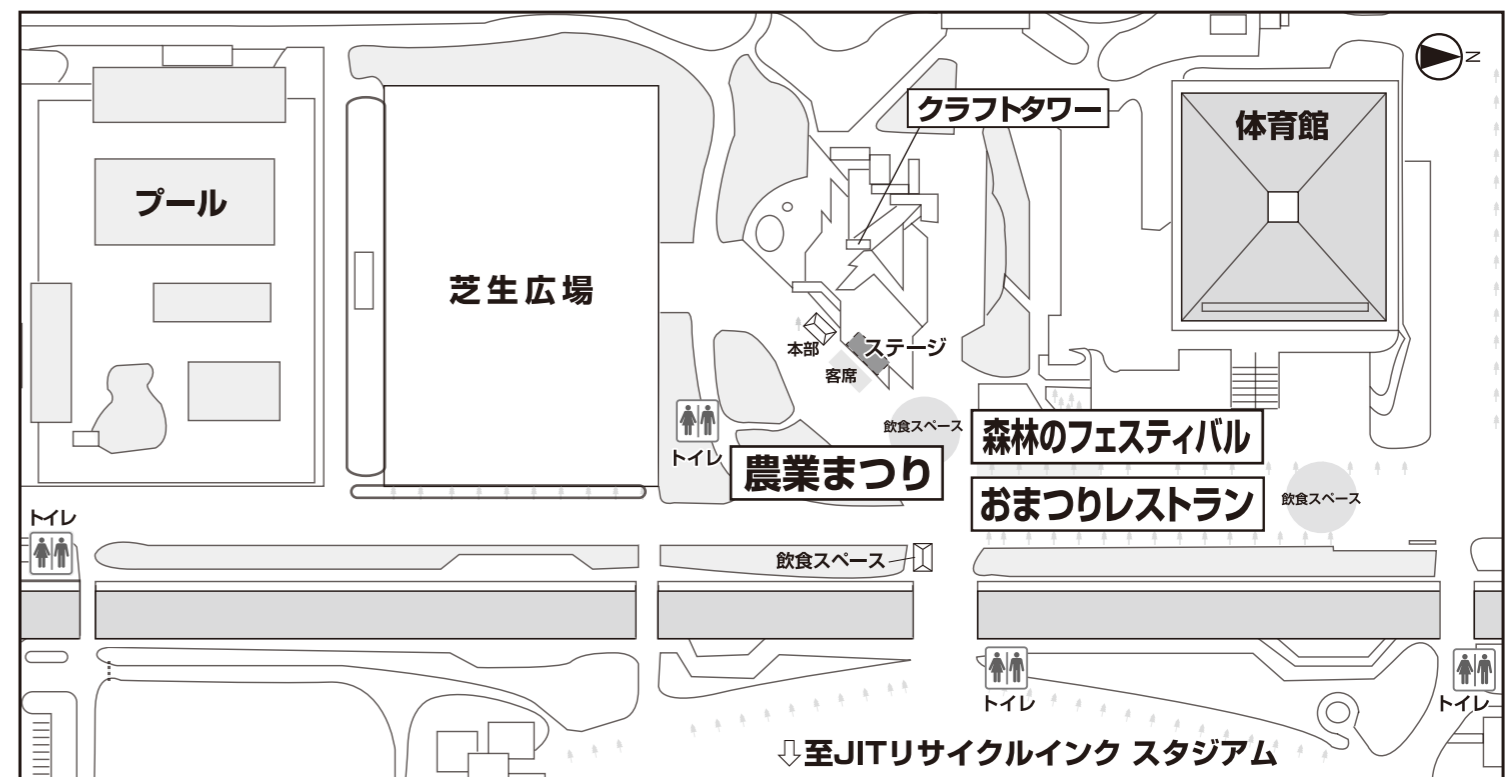 N
クラフトタワー
体育館
プール
芝生広場
本部
ステージ
客席
飲食スペース
森林のフェスティバル
トイレ
農業まつり
おまつりレストラン
飲食スペース
トイレ
飲食スペース
トイレ
トイレ
⇩至JITリサイクルインク スタジアム